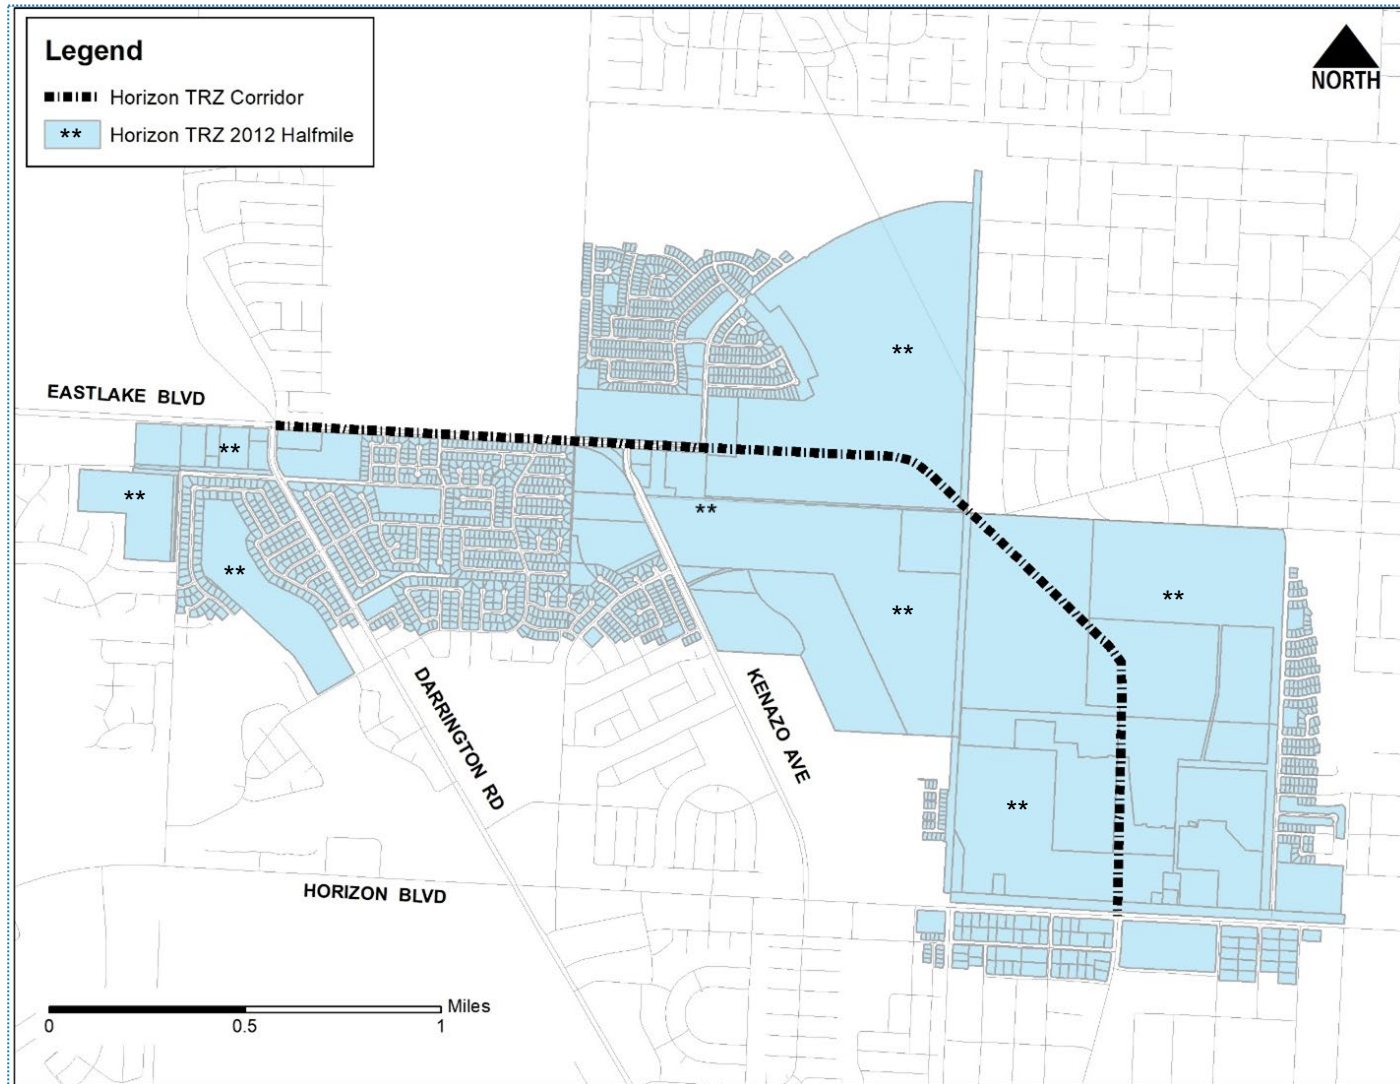 Legend
Horizon TRZ Corridor
** Horizon TRZ 2012 Halfmile
NORTH
**
EASTLAKE BLVD
**
**
**
**
**
**
DARRINGTON RD
KENAZO AVE
**
HORIZON BLVD
Miles
0 0.5 1